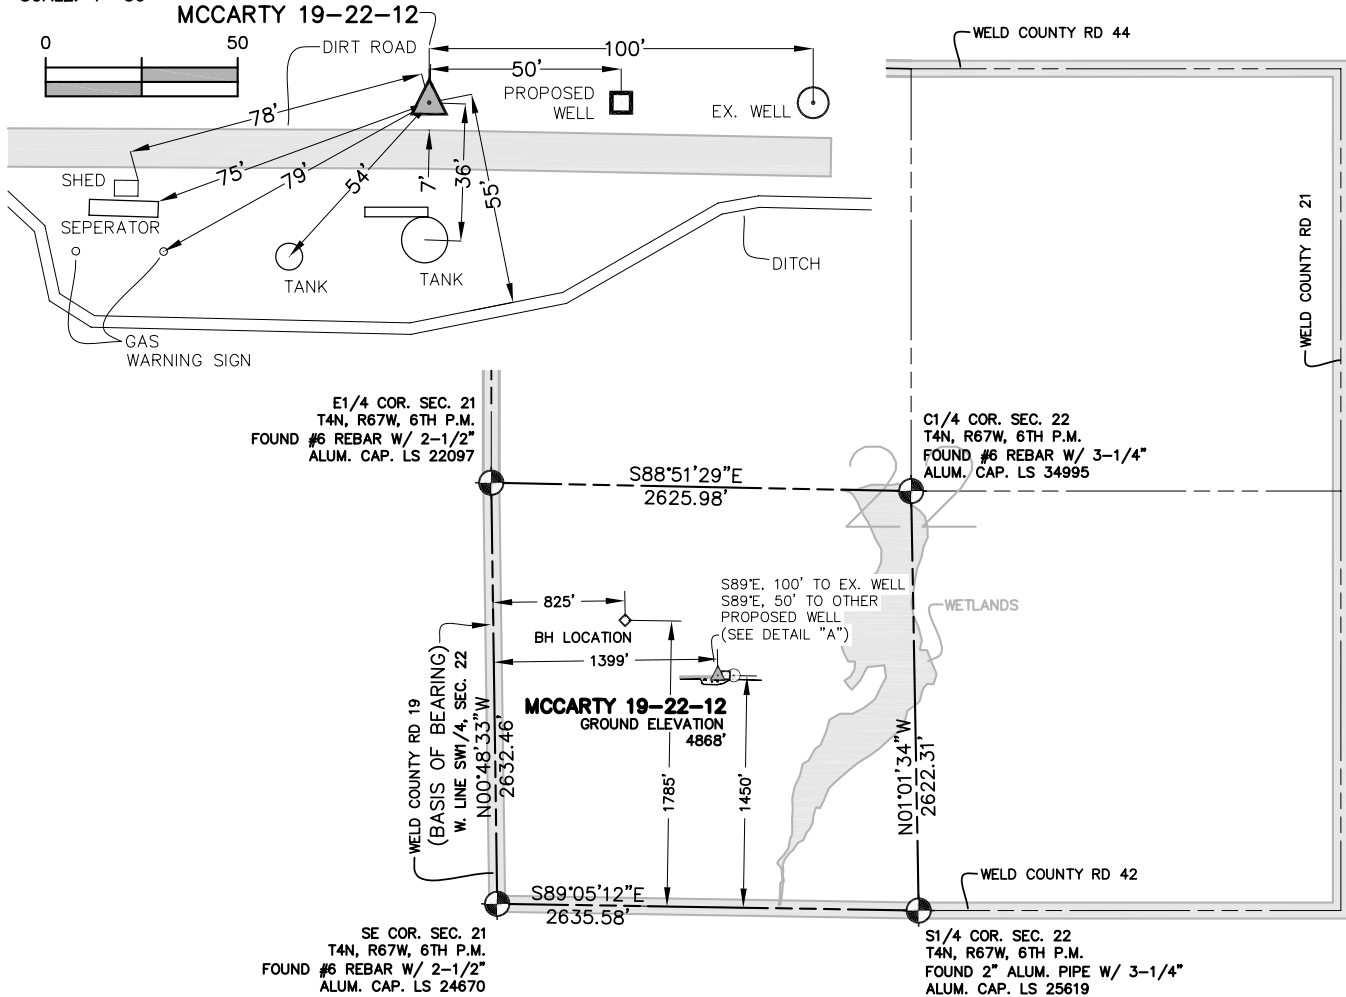 MCCARTY 19-22-12
0
50
DIRT ROAD
100'
50'
PROPOSED
WELL
EX. WELL
78'
75'
79'
54'
7'
36'
55'
SHED
SEPERATOR
TANK
TANK
DITCH
GAS
WARNING SIGN
WELD COUNTY RD 44
WELD COUNTY RD 21
E1/4 COR. SEC. 21
T4N, R67W, 6TH P.M.
FOUND #6 REBAR W/ 2-1/2"
ALUM. CAP. LS 22097
C1/4 COR. SEC. 22
T4N, R67W, 6TH P.M.
FOUND #6 REBAR W/ 3-1/4"
ALUM. CAP. LS 34995
22
S88°51'29"E
2625.98'
825'
BH LOCATION
1399'
S89°E, 100' TO EX. WELL
S89°E, 50' TO OTHER
PROPOSED WELL
(SEE DETAIL "A")
WETLANDS
MCCARTY 19-22-12
GROUND ELEVATION
4868'
WELD COUNTY RD 19
(BASIS OF BEARING)
W. LINE SW1/4, SEC. 22
N00°48'33"W
2632.46'
1785'
1450'
N01°01'34"W
2622.31'
S89°05'12"E
2635.58'
WELD COUNTY RD 42
SE COR. SEC. 21
T4N, R67W, 6TH P.M.
FOUND #6 REBAR W/ 2-1/2"
ALUM. CAP. LS 24670
S1/4 COR. SEC. 22
T4N, R67W, 6TH P.M.
FOUND 2" ALUM. PIPE W/ 3-1/4"
ALUM. CAP. LS 25619